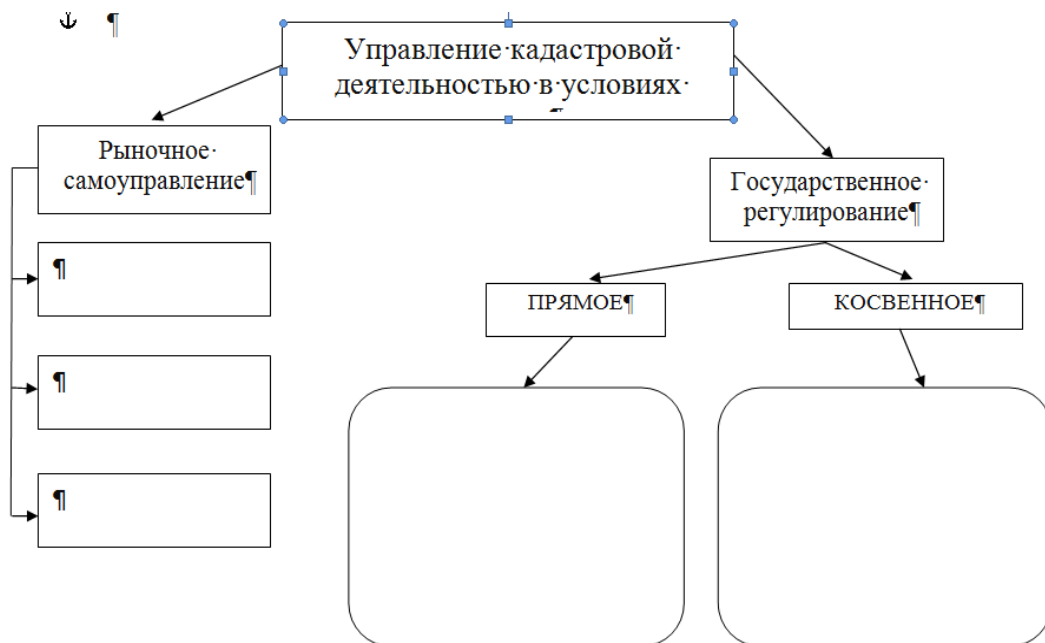 Управление кадастровой
деятельностью в условиях
Рыночное
самоуправление
Государственное
регулирование
ПРЯМОЕ
КОСВЕННОЕ